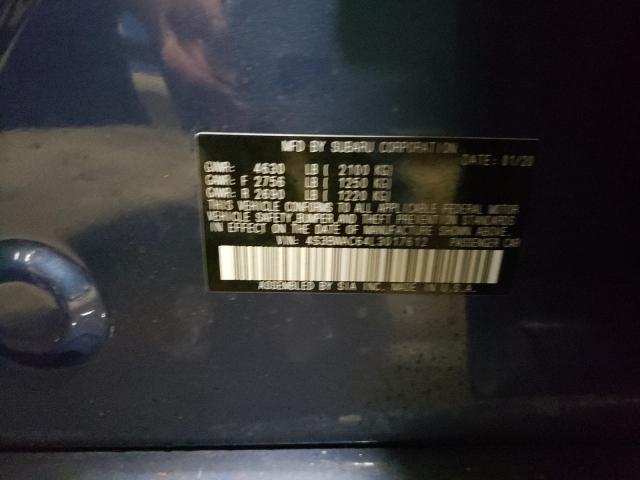 MFD BY SUBARU CORPORATION
DATE: 01/20
GVWR: 4630 LB ( 2100 KG)
GAWR: F 2756 LB ( 1250 KG)
GAWR: R 2690 LB ( 1220 KG)
THIS VEHICLE CONFORMS TO ALL APPLICABLE FEDERAL MOTOR
VEHICLE SAFETY, BUMPER, AND THEFT PREVENTION STANDARDS
IN EFFECT ON THE DATE OF MANUFACTURE SHOWN ABOVE.
VIN: 4S3BWAC64L3017612 PASSENGER CAR
ASSEMBLED BY SIA INC. MADE IN U.S.A.